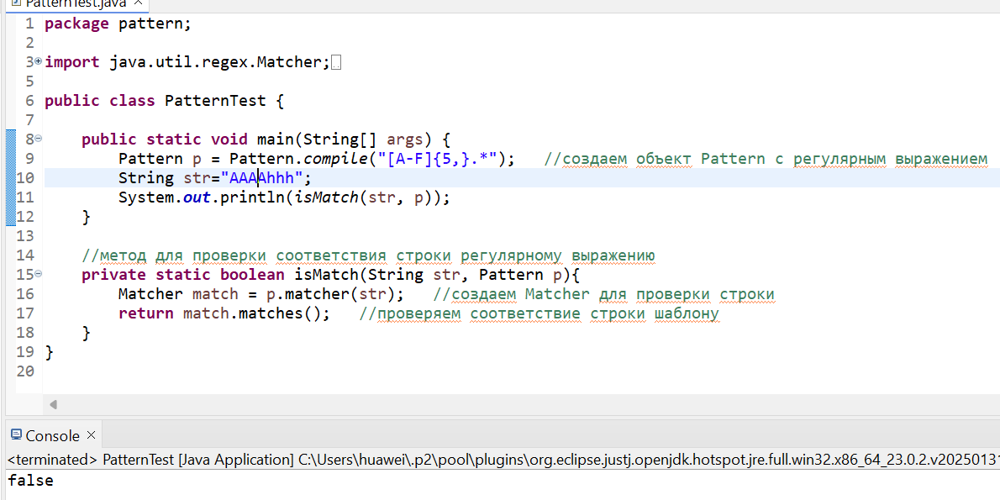 PatternTest.java
1 package pattern;
2
3 import java.util.regex.Matcher;
5
6 public class PatternTest {
7
8 public static void main(String[] args) {
9 Pattern p = Pattern.compile("[A-F]{5,}.*"); //создаем объект Pattern с регулярным выражением
10 String str="AAAAhhh";
11 System.out.println(isMatch(str, p));
12 }
13
14 //метод для проверки соответствия строки регулярному выражению
15 private static boolean isMatch(String str, Pattern p){
16 Matcher match = p.matcher(str); //создаем Matcher для проверки строки
17 return match.matches(); //проверяем соответствие строки шаблону
18 }
19 }
20
Console
<terminated> PatternTest [Java Application] C:\Users\huawei\.p2\pool\plugins\org.eclipse.justj.openjdk.hotspot.jre.full.win32.x86_64_23.0.2.v2025013
false